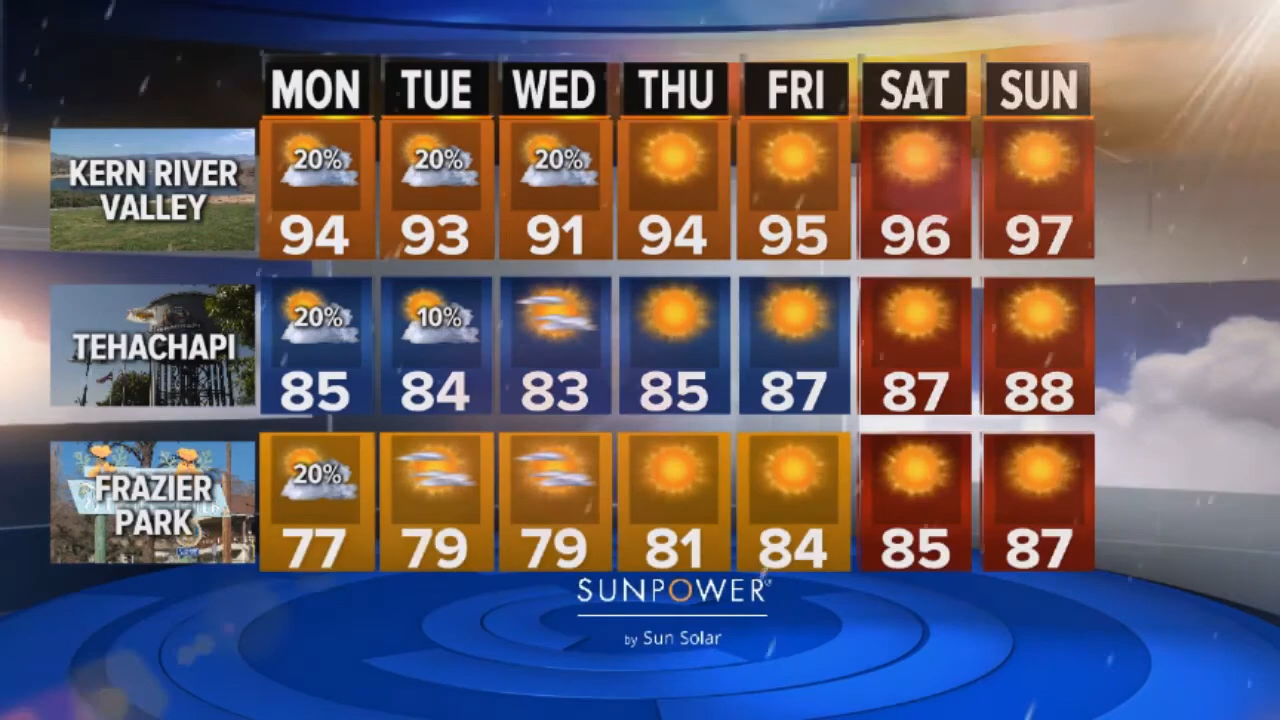 MON TUE WED THU FRI SAT SUN
KERN RIVER
VALLEY
20% 20% 20%
94 93 91 94 95 96 97
TEHACHAPI
20% 10%
85 84 83 85 87 87 88
FRAZIER
PARK
20%
77 79 79 81 84 85 87
SUNPOWER®
by Sun Solar